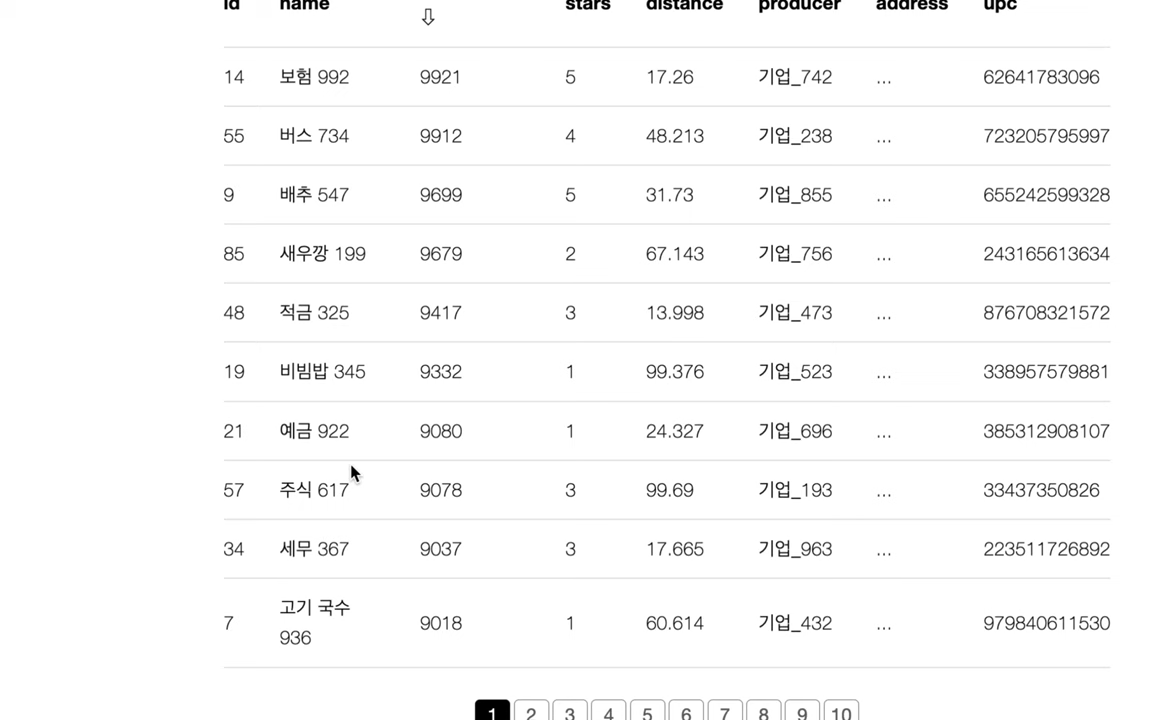 id name stars distance producer address upc
⇩
14 보험 992 9921 5 17.26 기업_742 ... 62641783096
55 버스 734 9912 4 48.213 기업_238 ... 723205795997
9 배추 547 9699 5 31.73 기업_855 ... 655242599328
85 새우깡 199 9679 2 67.143 기업_756 ... 243165613634
48 적금 325 9417 3 13.998 기업_473 ... 876708321572
19 비빔밥 345 9332 1 99.376 기업_523 ... 338957579881
21 예금 922 9080 1 24.327 기업_696 ... 385312908107
57 주식 617 9078 3 99.69 기업_193 ... 33437350826
34 세무 367 9037 3 17.665 기업_963 ... 223511726892
7 고기 국수 936 9018 1 60.614 기업_432 ... 979840611530
1 2 3 4 5 6 7 8 9 10